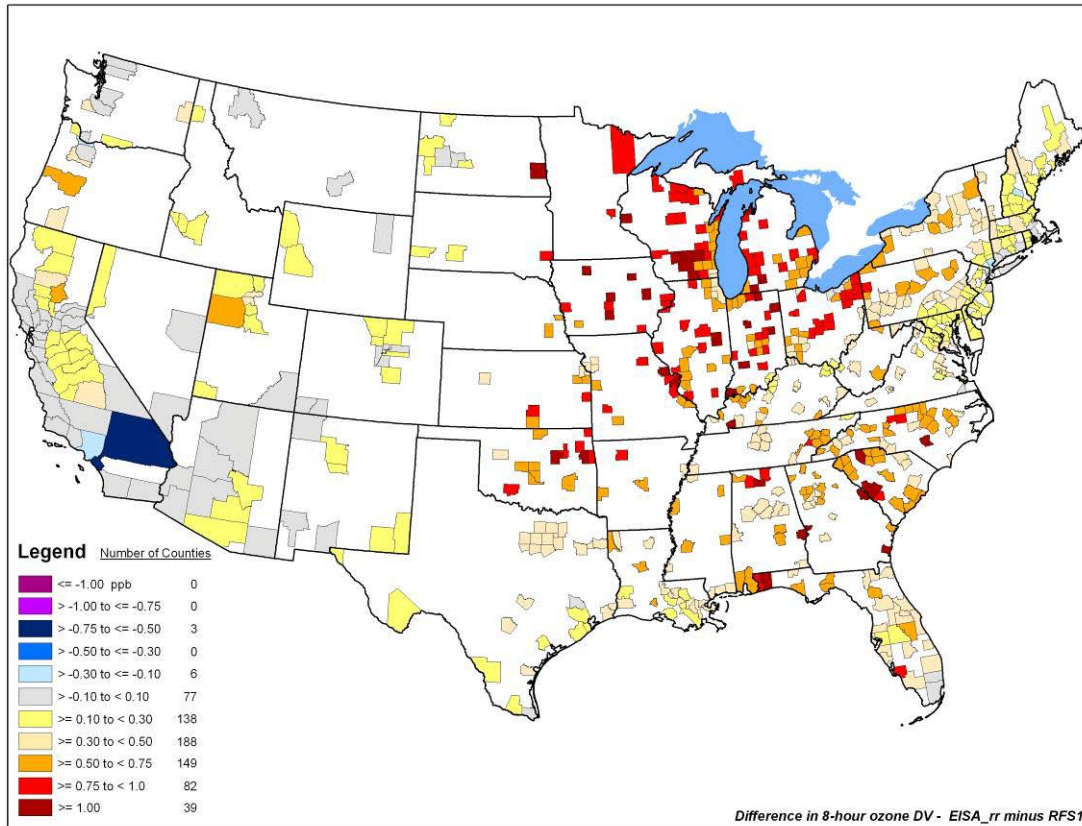 Legend Number of Counties
<= -1.00 ppb 0
> -1.00 to <= -0.75 0
> -0.75 to <= -0.50 3
> -0.50 to <= -0.30 0
> -0.30 to <= -0.10 6
> -0.10 to < 0.10 77
>= 0.10 to < 0.30 138
>= 0.30 to < 0.50 188
>= 0.50 to < 0.75 149
>= 0.75 to < 1.0 82
>= 1.00 39
Difference in 8-hour ozone DV - EISA_rr minus RFS1